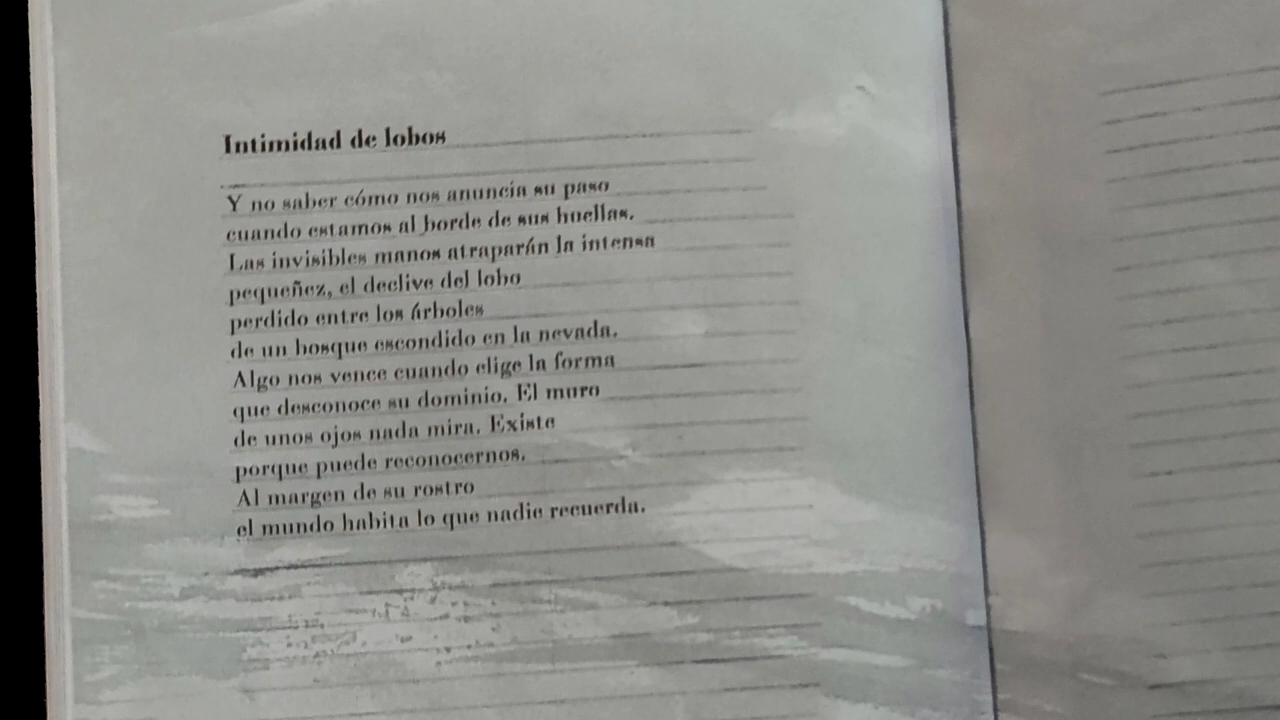 Intimidad de lobos
Y no saber cómo nos anuncia su paso
cuando estamos al borde de sus huellas.
Las invisibles manos atraparán la intensa
pequeñez, el declive del lobo
perdido entre los árboles
de un bosque escondido en la nevada.
Algo nos vence cuando elige la forma
que desconoce su dominio. El muro
de unos ojos nada mira. Existe
porque puede reconocernos.
Al margen de su rostro
el mundo habita lo que nadie recuerda.